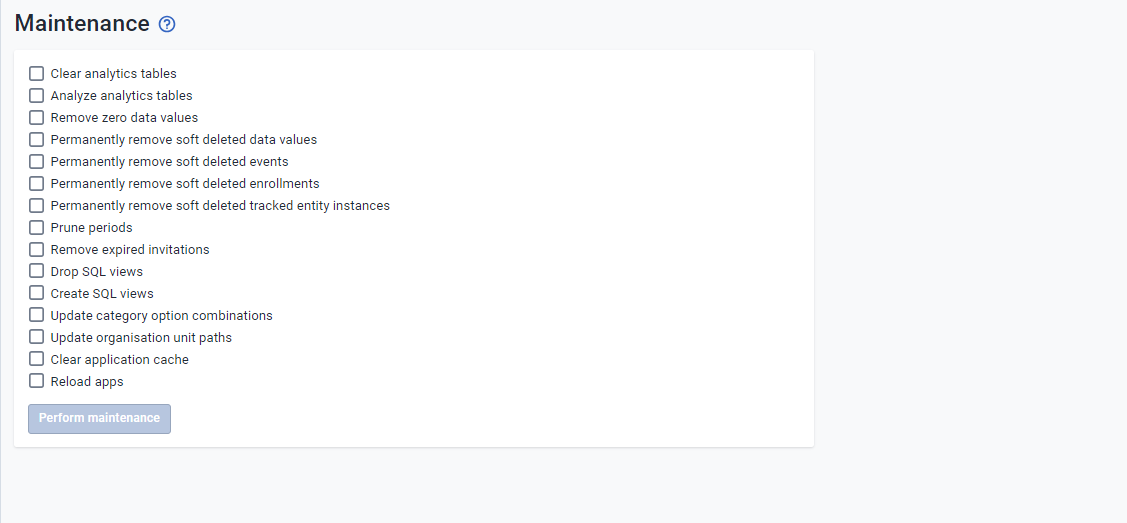 Maintenance
Clear analytics tables
Analyze analytics tables
Remove zero data values
Permanently remove soft deleted data values
Permanently remove soft deleted events
Permanently remove soft deleted enrollments
Permanently remove soft deleted tracked entity instances
Prune periods
Remove expired invitations
Drop SQL views
Create SQL views
Update category option combinations
Update organisation unit paths
Clear application cache
Reload apps
Perform maintenance